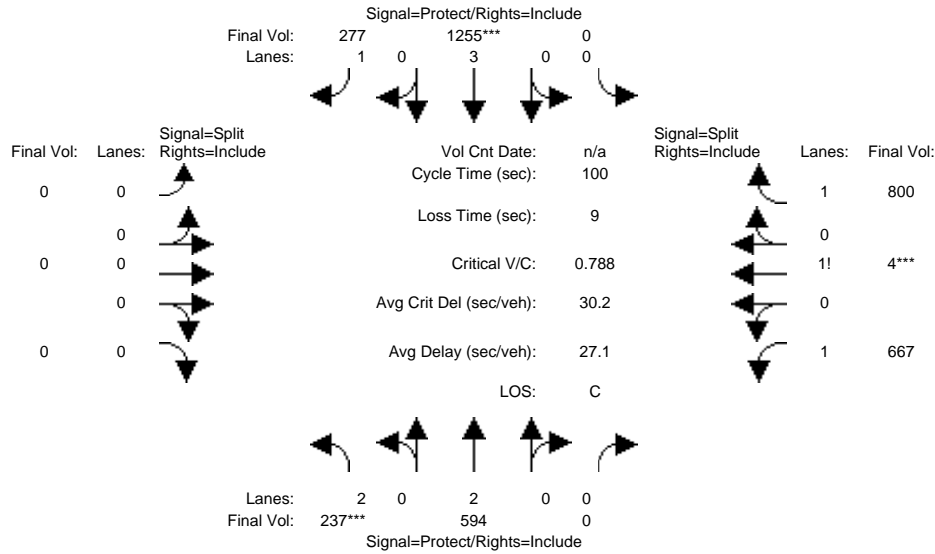 Signal=Protect/Rights=Include
Final Vol: 277 1255*** 0
Lanes: 1 0 3 0 0
Signal=Split
Final Vol: Lanes: Rights=Include
Vol Cnt Date: n/a
Signal=Split
Rights=Include Lanes: Final Vol:
Cycle Time (sec): 100
0 0
1 800
Loss Time (sec): 9
0
0
0 0
Critical V/C: 0.788
1! 4***
0
Avg Crit Del (sec/veh): 30.2
0
0 0
Avg Delay (sec/veh): 27.1
1 667
LOS: C
Lanes: 2 0 2 0 0
Final Vol: 237*** 594 0
Signal=Protect/Rights=Include